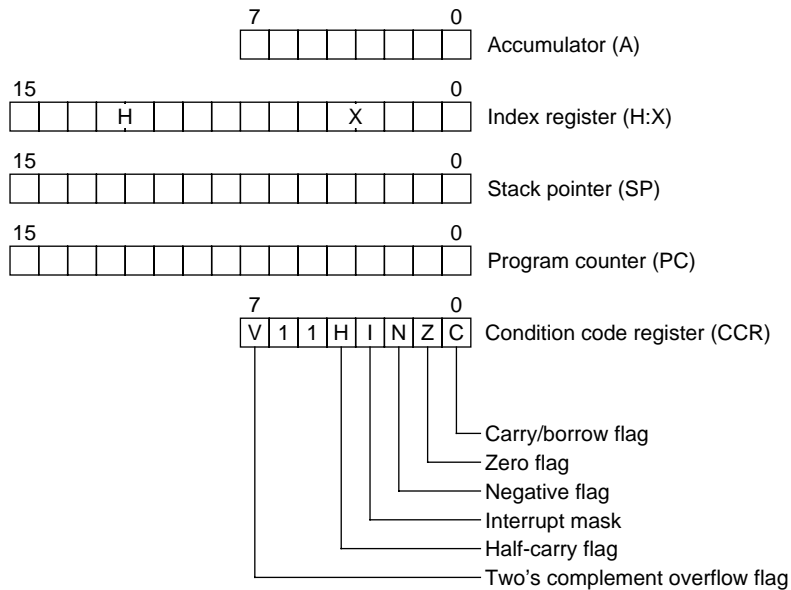 7 0
Accumulator (A)
15 0
H X Index register (H:X)
15 0
Stack pointer (SP)
15 0
Program counter (PC)
7 0
V 1 1 H I N Z C Condition code register (CCR)
Carry/borrow flag
Zero flag
Negative flag
Interrupt mask
Half-carry flag
Two's complement overflow flag